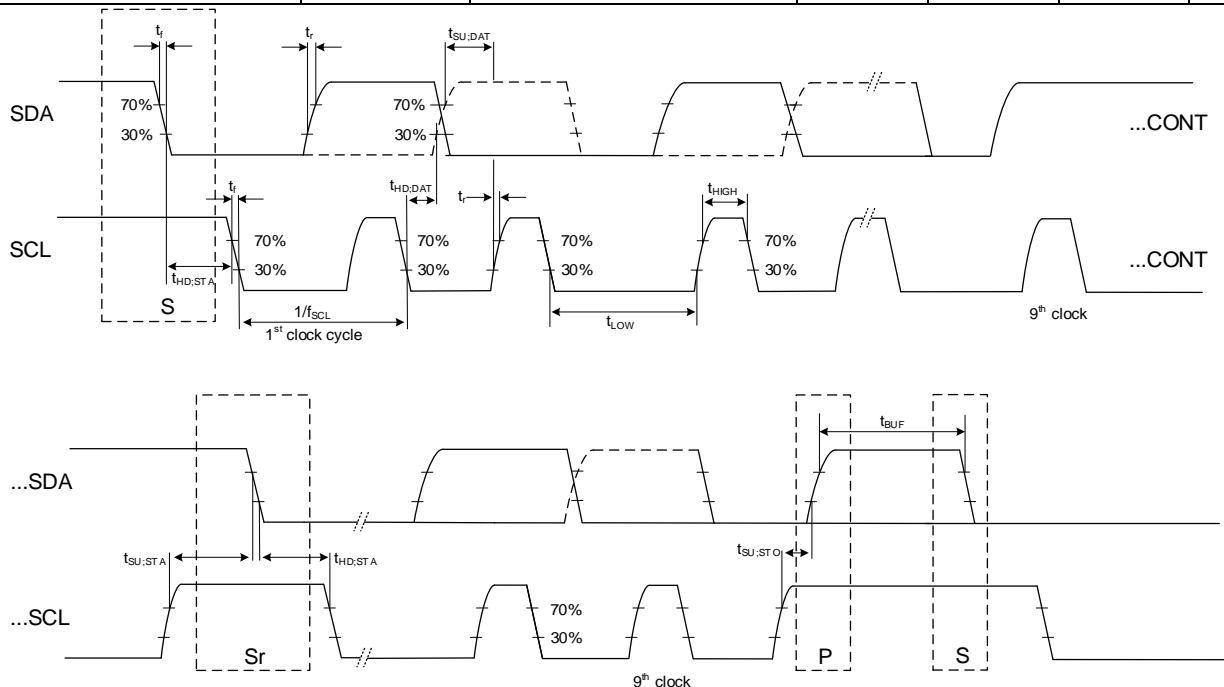 tf
tr
tSU;DAT
SDA
70%
30%
70%
30%
...CONT
tf
tHD;DAT
tr
tHIGH
SCL
70%
30%
70%
30%
70%
30%
70%
30%
...CONT
tHD;STA
S
1/fSCL
1st clock cycle
tLOW
9th clock
tBUF
...SDA
tSU;STA
tHD;STA
tSU;STO
...SCL
70%
30%
Sr
P
S
9th clock